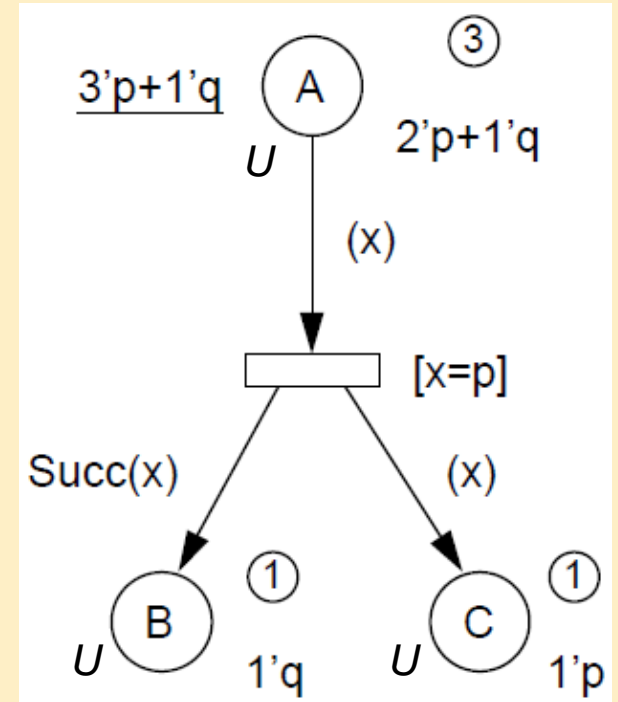 3
3'p+1'q
A
2'p+1'q
U
(x)
[x=p]
Succ(x)
(x)
1
1
B
C
U
1'q
U
1'p